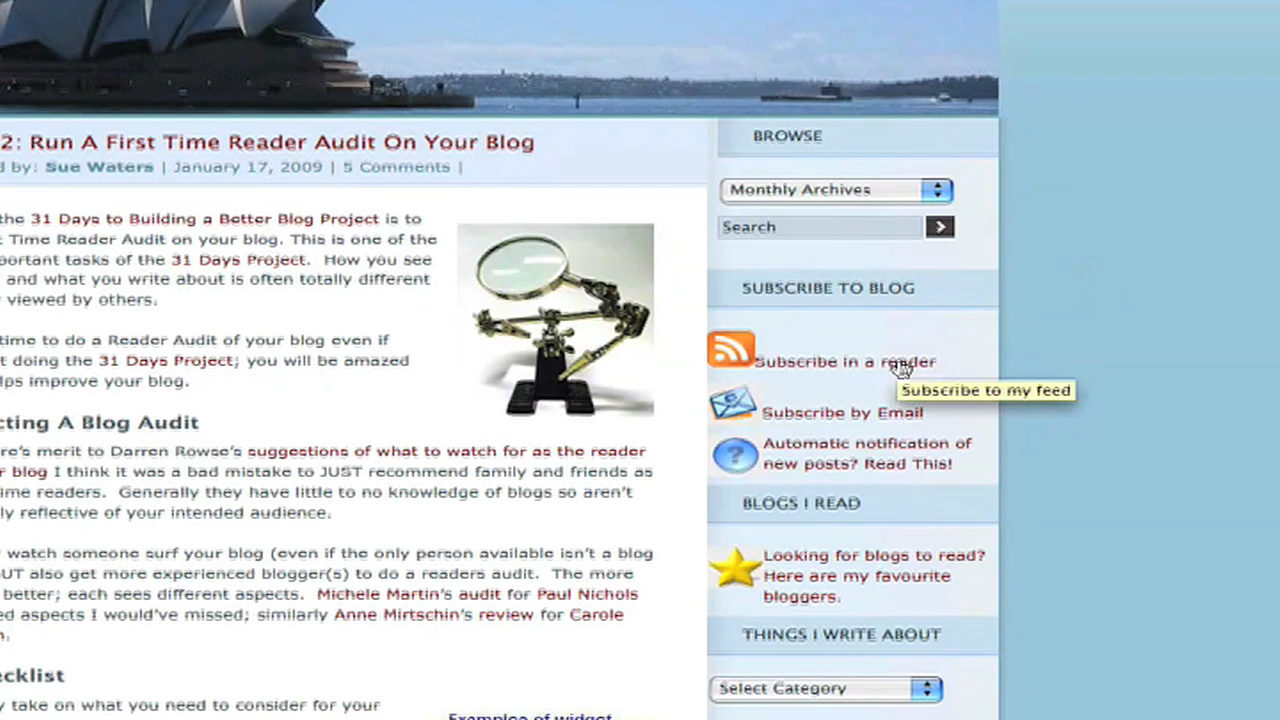 2: Run A First Time Reader Audit On Your Blog
d by: Sue Waters | January 17, 2009 | 5 Comments |
the 31 Days to Building a Better Blog Project is to
t Time Reader Audit on your blog. This is one of the
portant tasks of the 31 Days Project. How you see
and what you write about is often totally different
viewed by others.
time to do a Reader Audit of your blog even if
t doing the 31 Days Project; you will be amazed
elps improve your blog.
cting A Blog Audit
re's merit to Darren Rowse's suggestions of what to watch for as the reader
r blog I think it was a bad mistake to JUST recommend family and friends as
ime readers. Generally they have little to no knowledge of blogs so aren't
ly reflective of your intended audience.
watch someone surf your blog (even if the only person available isn't a blog
UT also get more experienced blogger(s) to do a readers audit. The more
better; each sees different aspects. Michele Martin's audit for Paul Nichols
ed aspects I would've missed; similarly Anne Mirtschin's review for Carole
n.
ecklist
y take on what you need to consider for your
Examples of widget
BROWSE
Monthly Archives
Search
SUBSCRIBE TO BLOG
Subscribe in a reader
Subscribe to my feed
Subscribe by Email
Automatic notification of
new posts? Read This!
BLOGS I READ
Looking for blogs to read?
Here are my favourite
bloggers.
THINGS I WRITE ABOUT
Select Category